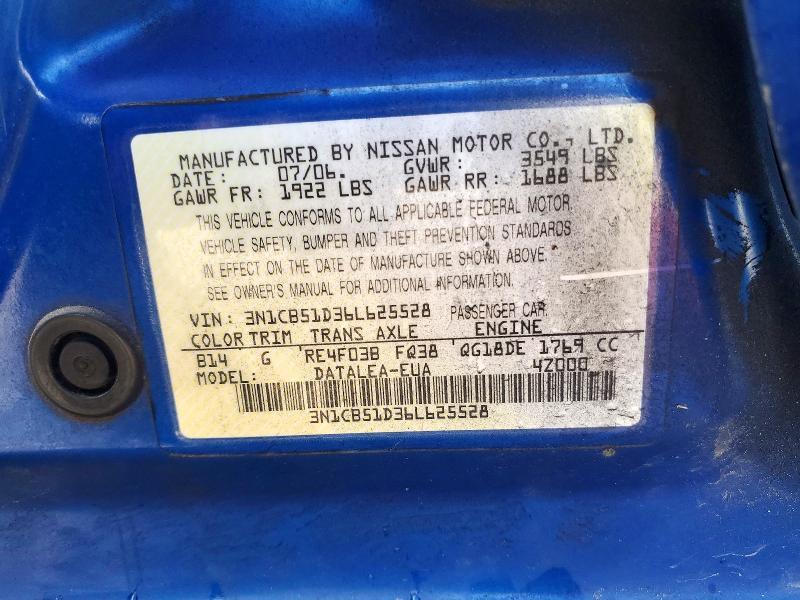 MANUFACTURED BY NISSAN MOTOR CO., LTD.
DATE: 07/06. GVWR: 3549 LBS
GAWR FR: 1922 LBS GAWR RR: 1688 LBS
THIS VEHICLE CONFORMS TO ALL APPLICABLE FEDERAL MOTOR
VEHICLE SAFETY, BUMPER AND THEFT PREVENTION STANDARDS
IN EFFECT ON THE DATE OF MANUFACTURE SHOWN ABOVE.
SEE OWNER'S MANUAL FOR ADDITIONAL INFORMATION.
VIN: 3N1CB51D36L625528 PASSENGER CAR.
COLOR TRIM TRANS AXLE ENGINE
B14 G RE4F03B FQ38 QG18DE 1769 CC
MODEL: DATALEA-EUA 4Z000
3N1CB51D36L625528